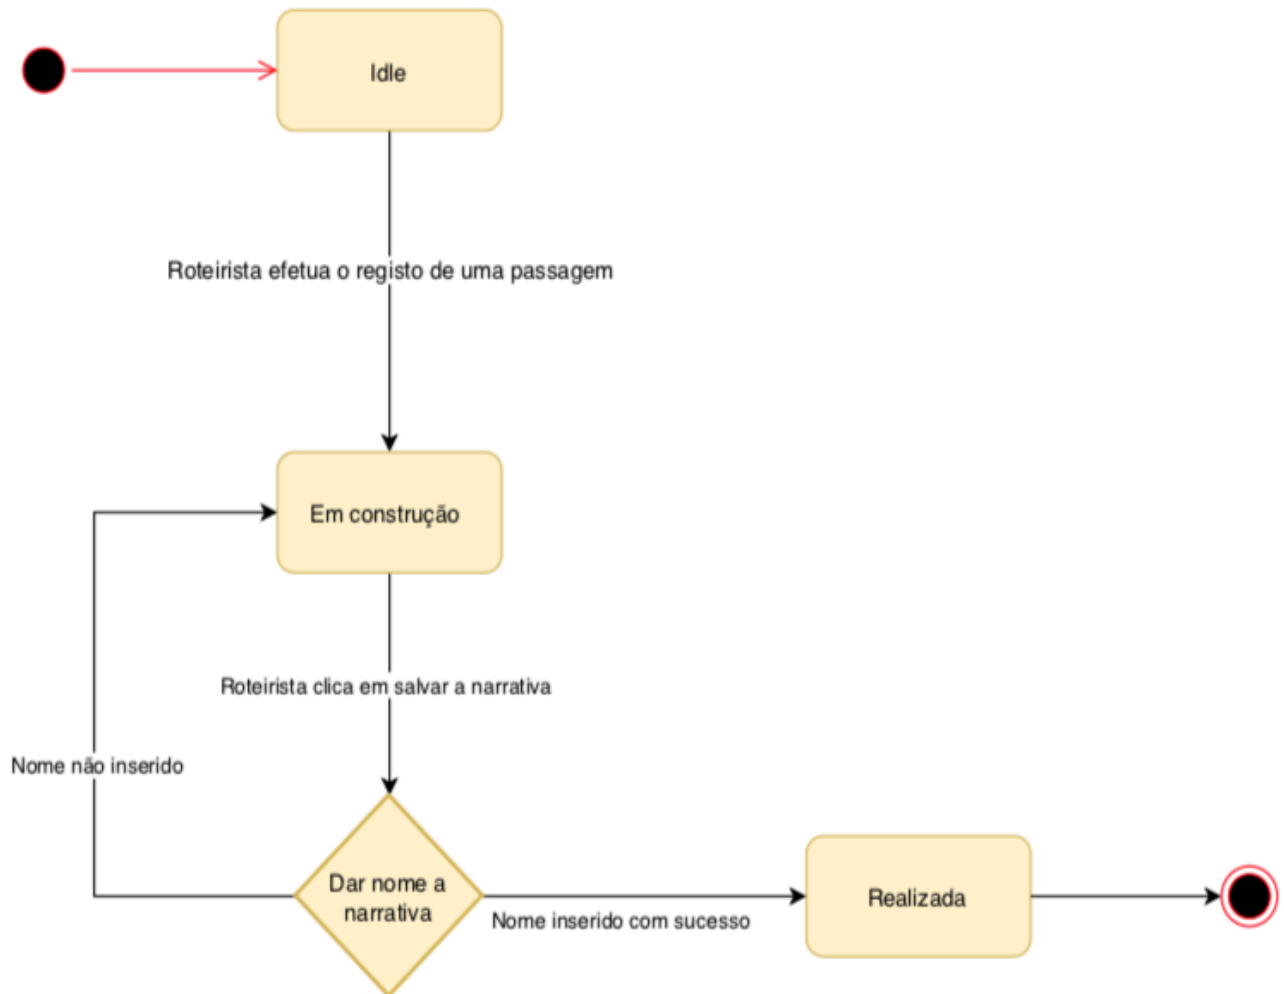 Idle
Roteirista efetua o registo de uma passagem
Em construção
Roteirista clica em salvar a narrativa
Nome não inserido
Dar nome a
narrativa
Nome inserido com sucesso
Realizada